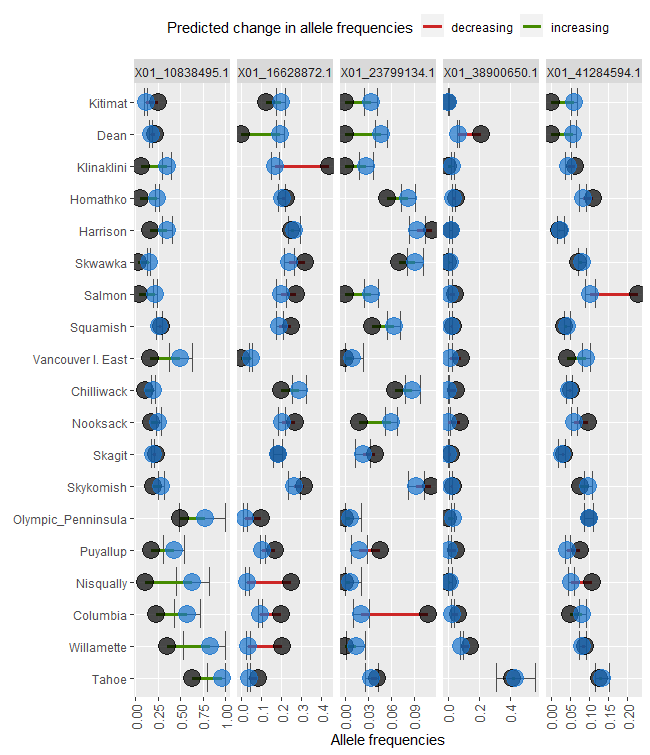 Predicted change in allele frequencies decreasing increasing
X01_10838495.1 X01_16628872.1 X01_23799134.1 X01_38900650.1 X01_41284594.1
Kitimat
Dean
Klinaklini
Homathko
Harrison
Skwawka
Salmon
Squamish
Vancouver I. East
Chilliwack
Nooksack
Skagit
Skykomish
Olympic_Penninsula
Puyallup
Nisqually
Columbia
Willamette
Tahoe
0.00 0.25 0.50 0.75 1.00 0.0 0.1 0.2 0.3 0.4 0.00 0.03 0.06 0.09 0.0 0.2 0.4 0.00 0.05 0.10 0.15 0.20
Allele frequencies